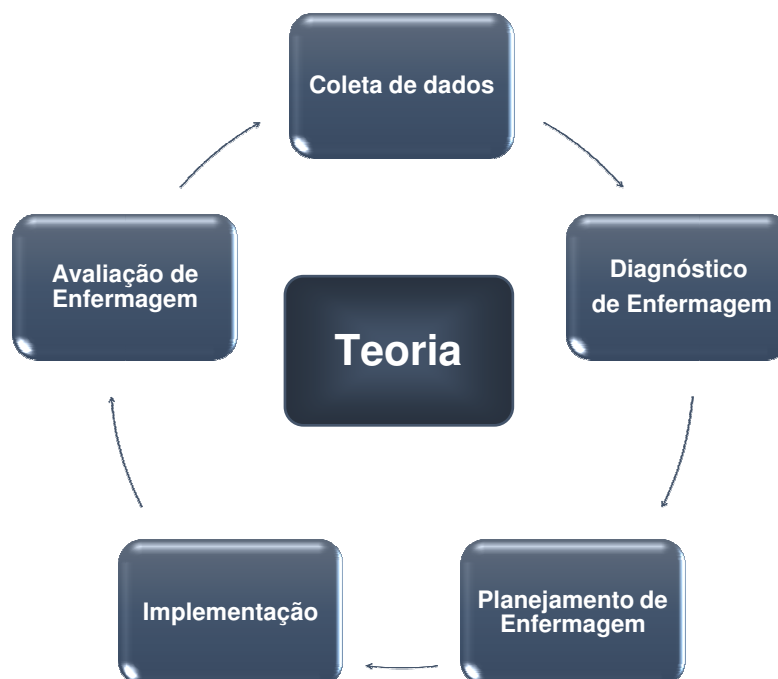 Coleta de dados
Diagnóstico
de Enfermagem
Planejamento de
Enfermagem
Implementação
Avaliação de
Enfermagem
Teoria